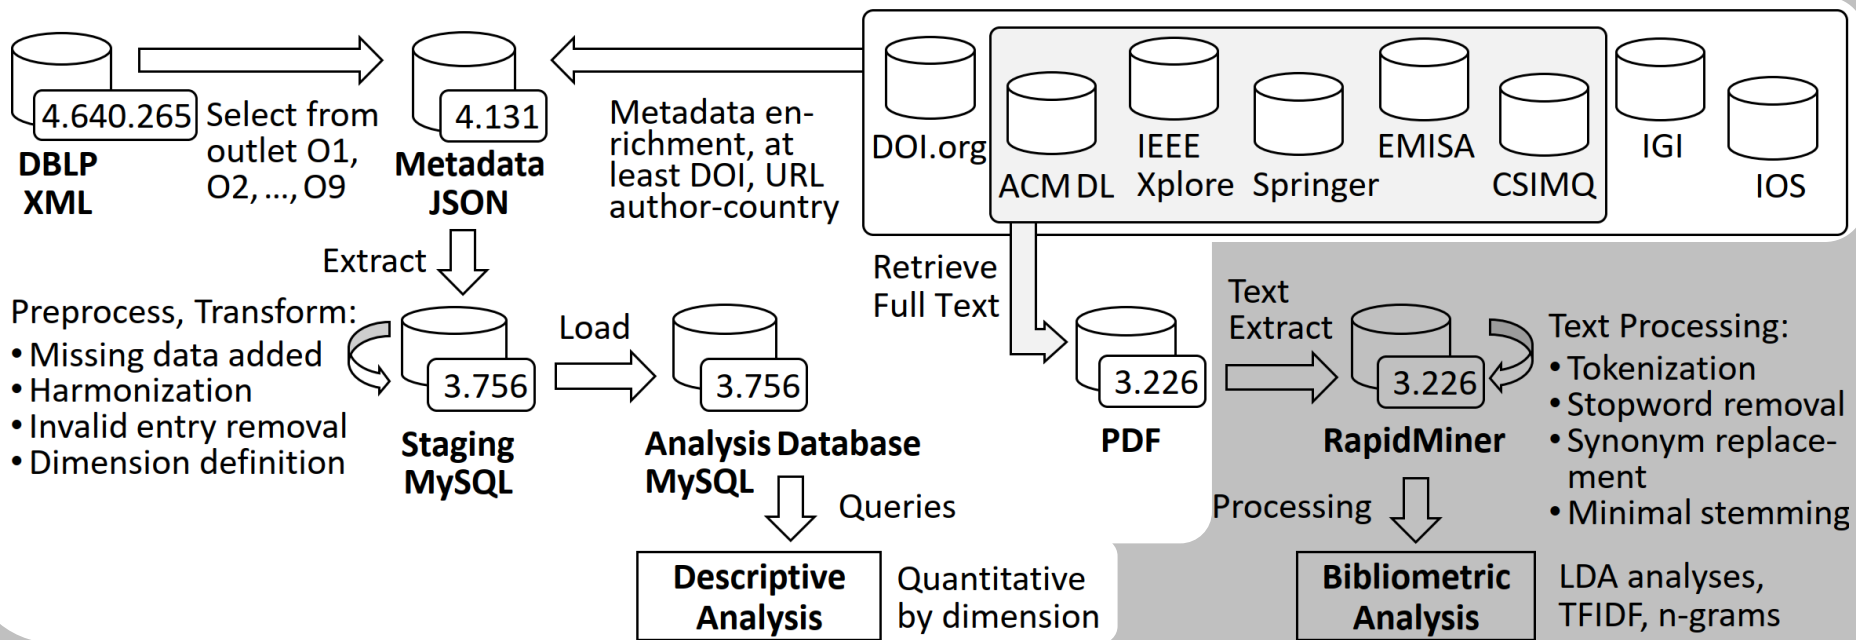 4.640.265
DBLP
XML
Select from
outlet O1,
O2, ..., O9
4.131
Metadata
JSON
Metadata en-
richment, at
least DOI, URL
author-country
DOI.org
ACM DL
IEEE
Xplore
Springer
EMISA
CSIMQ
IGI
IOS
Extract
Preprocess, Transform:
• Missing data added
• Harmonization
• Invalid entry removal
• Dimension definition
3.756
Staging
MySQL
Load
3.756
Analysis Database
MySQL
Queries
Descriptive
Analysis
Quantitative
by dimension
Retrieve
Full Text
3.226
PDF
Text
Extract
3.226
RapidMiner
Text Processing:
• Tokenization
• Stopword removal
• Synonym replace-
ment
• Minimal stemming
Processing
Bibliometric
Analysis
LDA analyses,
TFIDF, n-grams